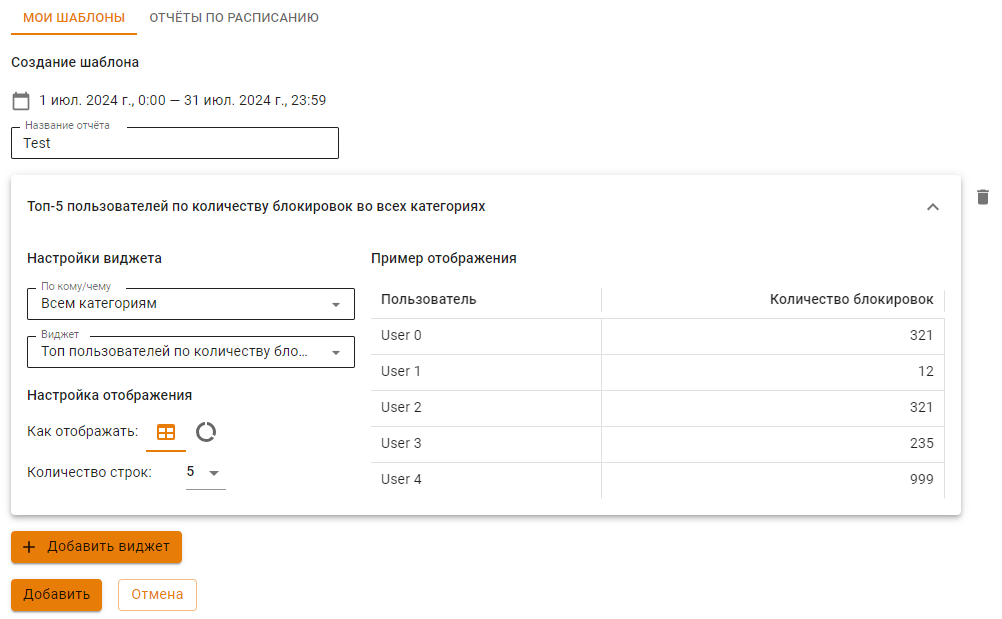 МОИ ШАБЛОНЫ ОТЧЁТЫ ПО РАСПИСАНИЮ
Создание шаблона
1 июл. 2024 г., 0:00 — 31 июл. 2024 г., 23:59
Название отчёта
Test
Топ-5 пользователей по количеству блокировок во всех категориях
Настройки виджета
По кому/чему
Всем категориям
Виджет
Топ пользователей по количеству бло...
Настройка отображения
Как отображать:
Количество строк: 5
Пример отображения
Пользователь Количество блокировок
User 0 321
User 1 12
User 2 321
User 3 235
User 4 999
+ Добавить виджет
Добавить Отмена